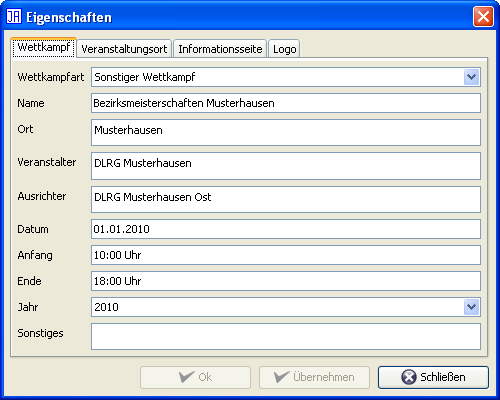 JA Eigenschaften
Wettkampf Veranstaltungsort Informationsseite Logo
Wettkampfart Sonstiger Wettkampf
Name Bezirksmeisterschaften Musterhausen
Ort Musterhausen
Veranstalter DLRG Musterhausen
Ausrichter DLRG Musterhausen Ost
Datum 01.01.2010
Anfang 10:00 Uhr
Ende 18:00 Uhr
Jahr 2010
Sonstiges
Ok Übernehmen Schließen